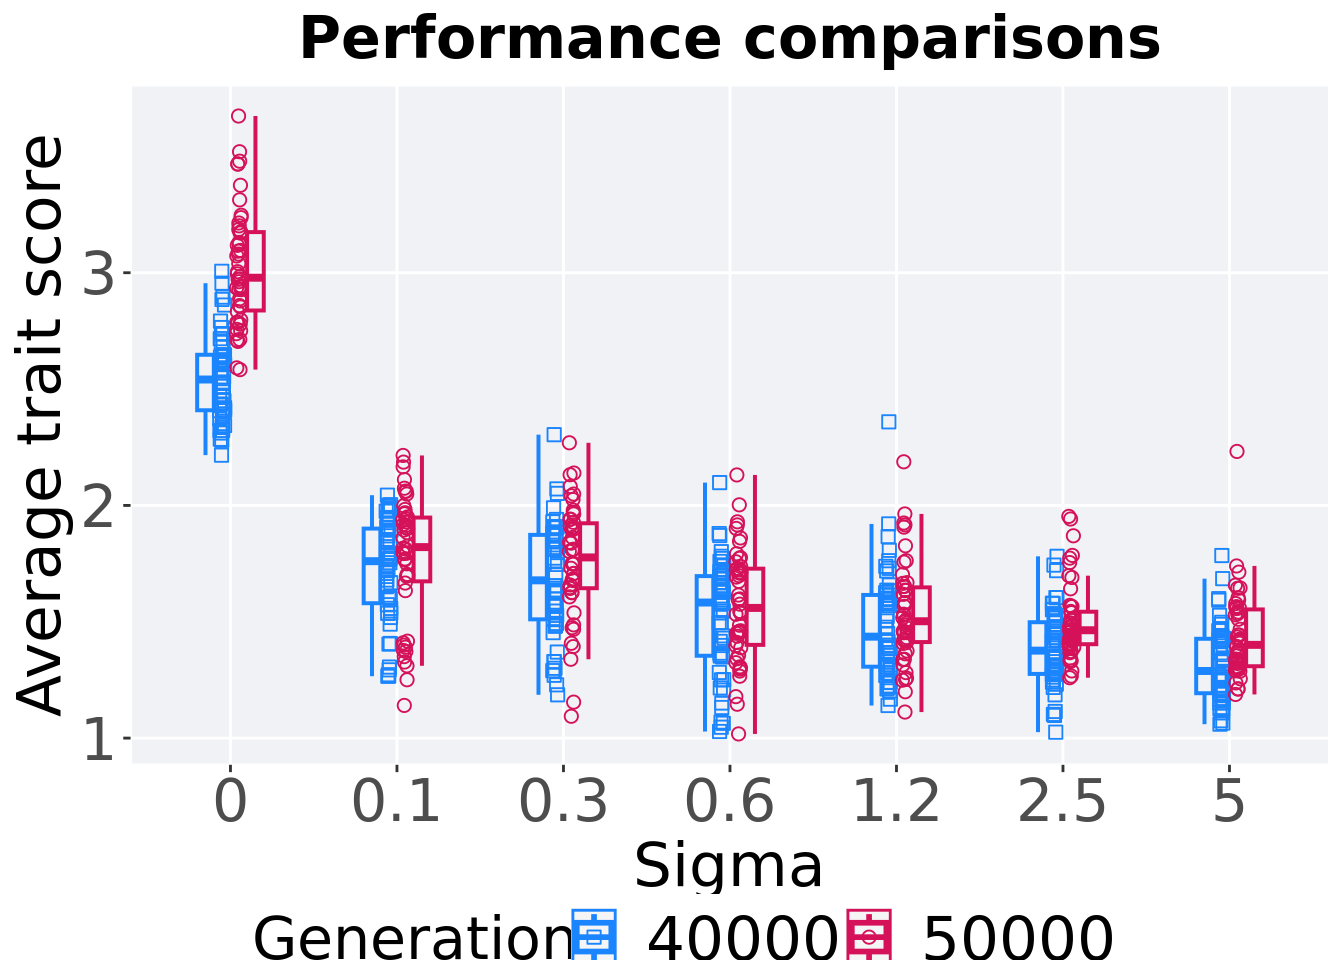 Performance comparisons
Average trait score
3
2
1
0 0.1 0.3 0.6 1.2 2.5 5
Sigma
Generation 40000 50000